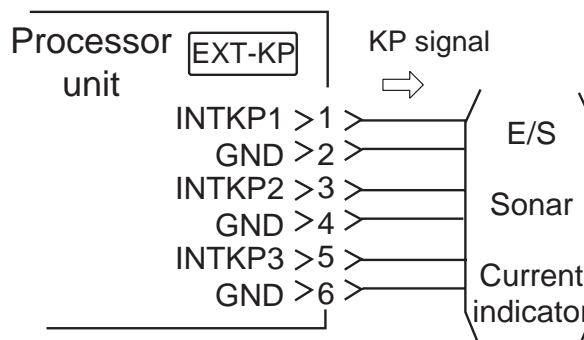 Processor
unit
EXT-KP
KP signal
INTKP1 >1
GND >2
INTKP2 >3
GND >4
INTKP3 >5
GND >6
E/S
Sonar
Current
indicator